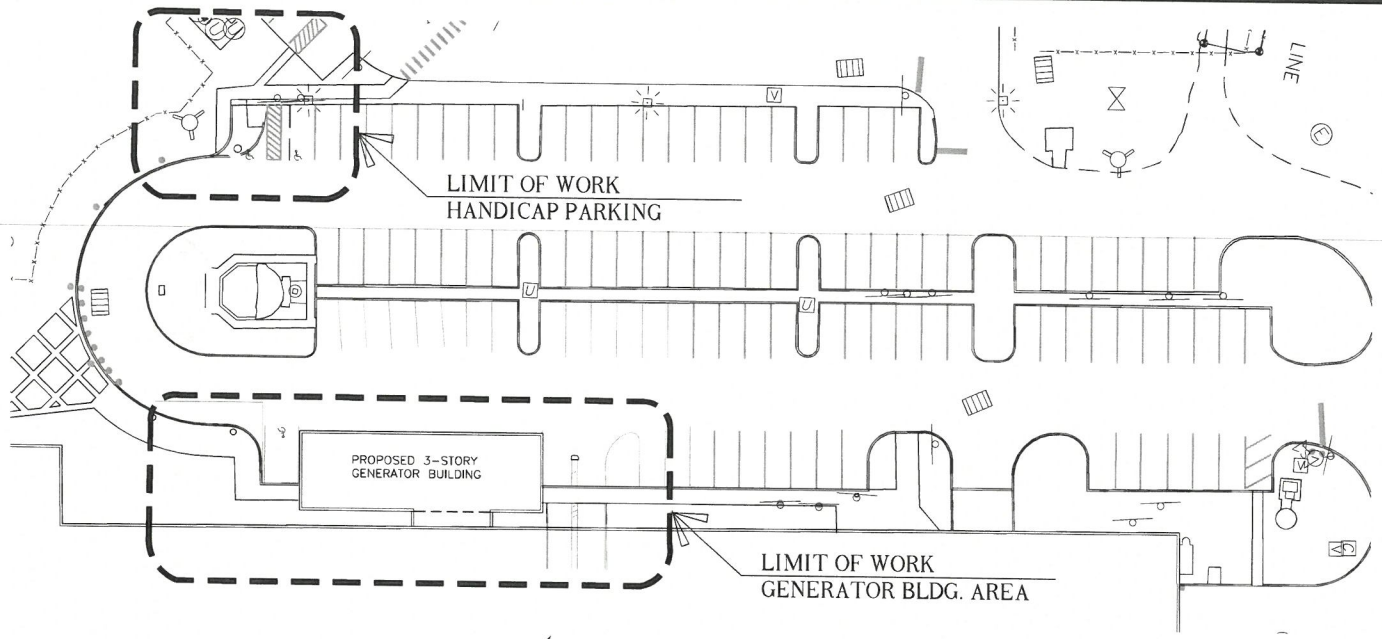 LINE
E
V
LIMIT OF WORK
HANDICAP PARKING
U
U
PROPOSED 3-STORY
GENERATOR BUILDING
LIMIT OF WORK
GENERATOR BLDG. AREA